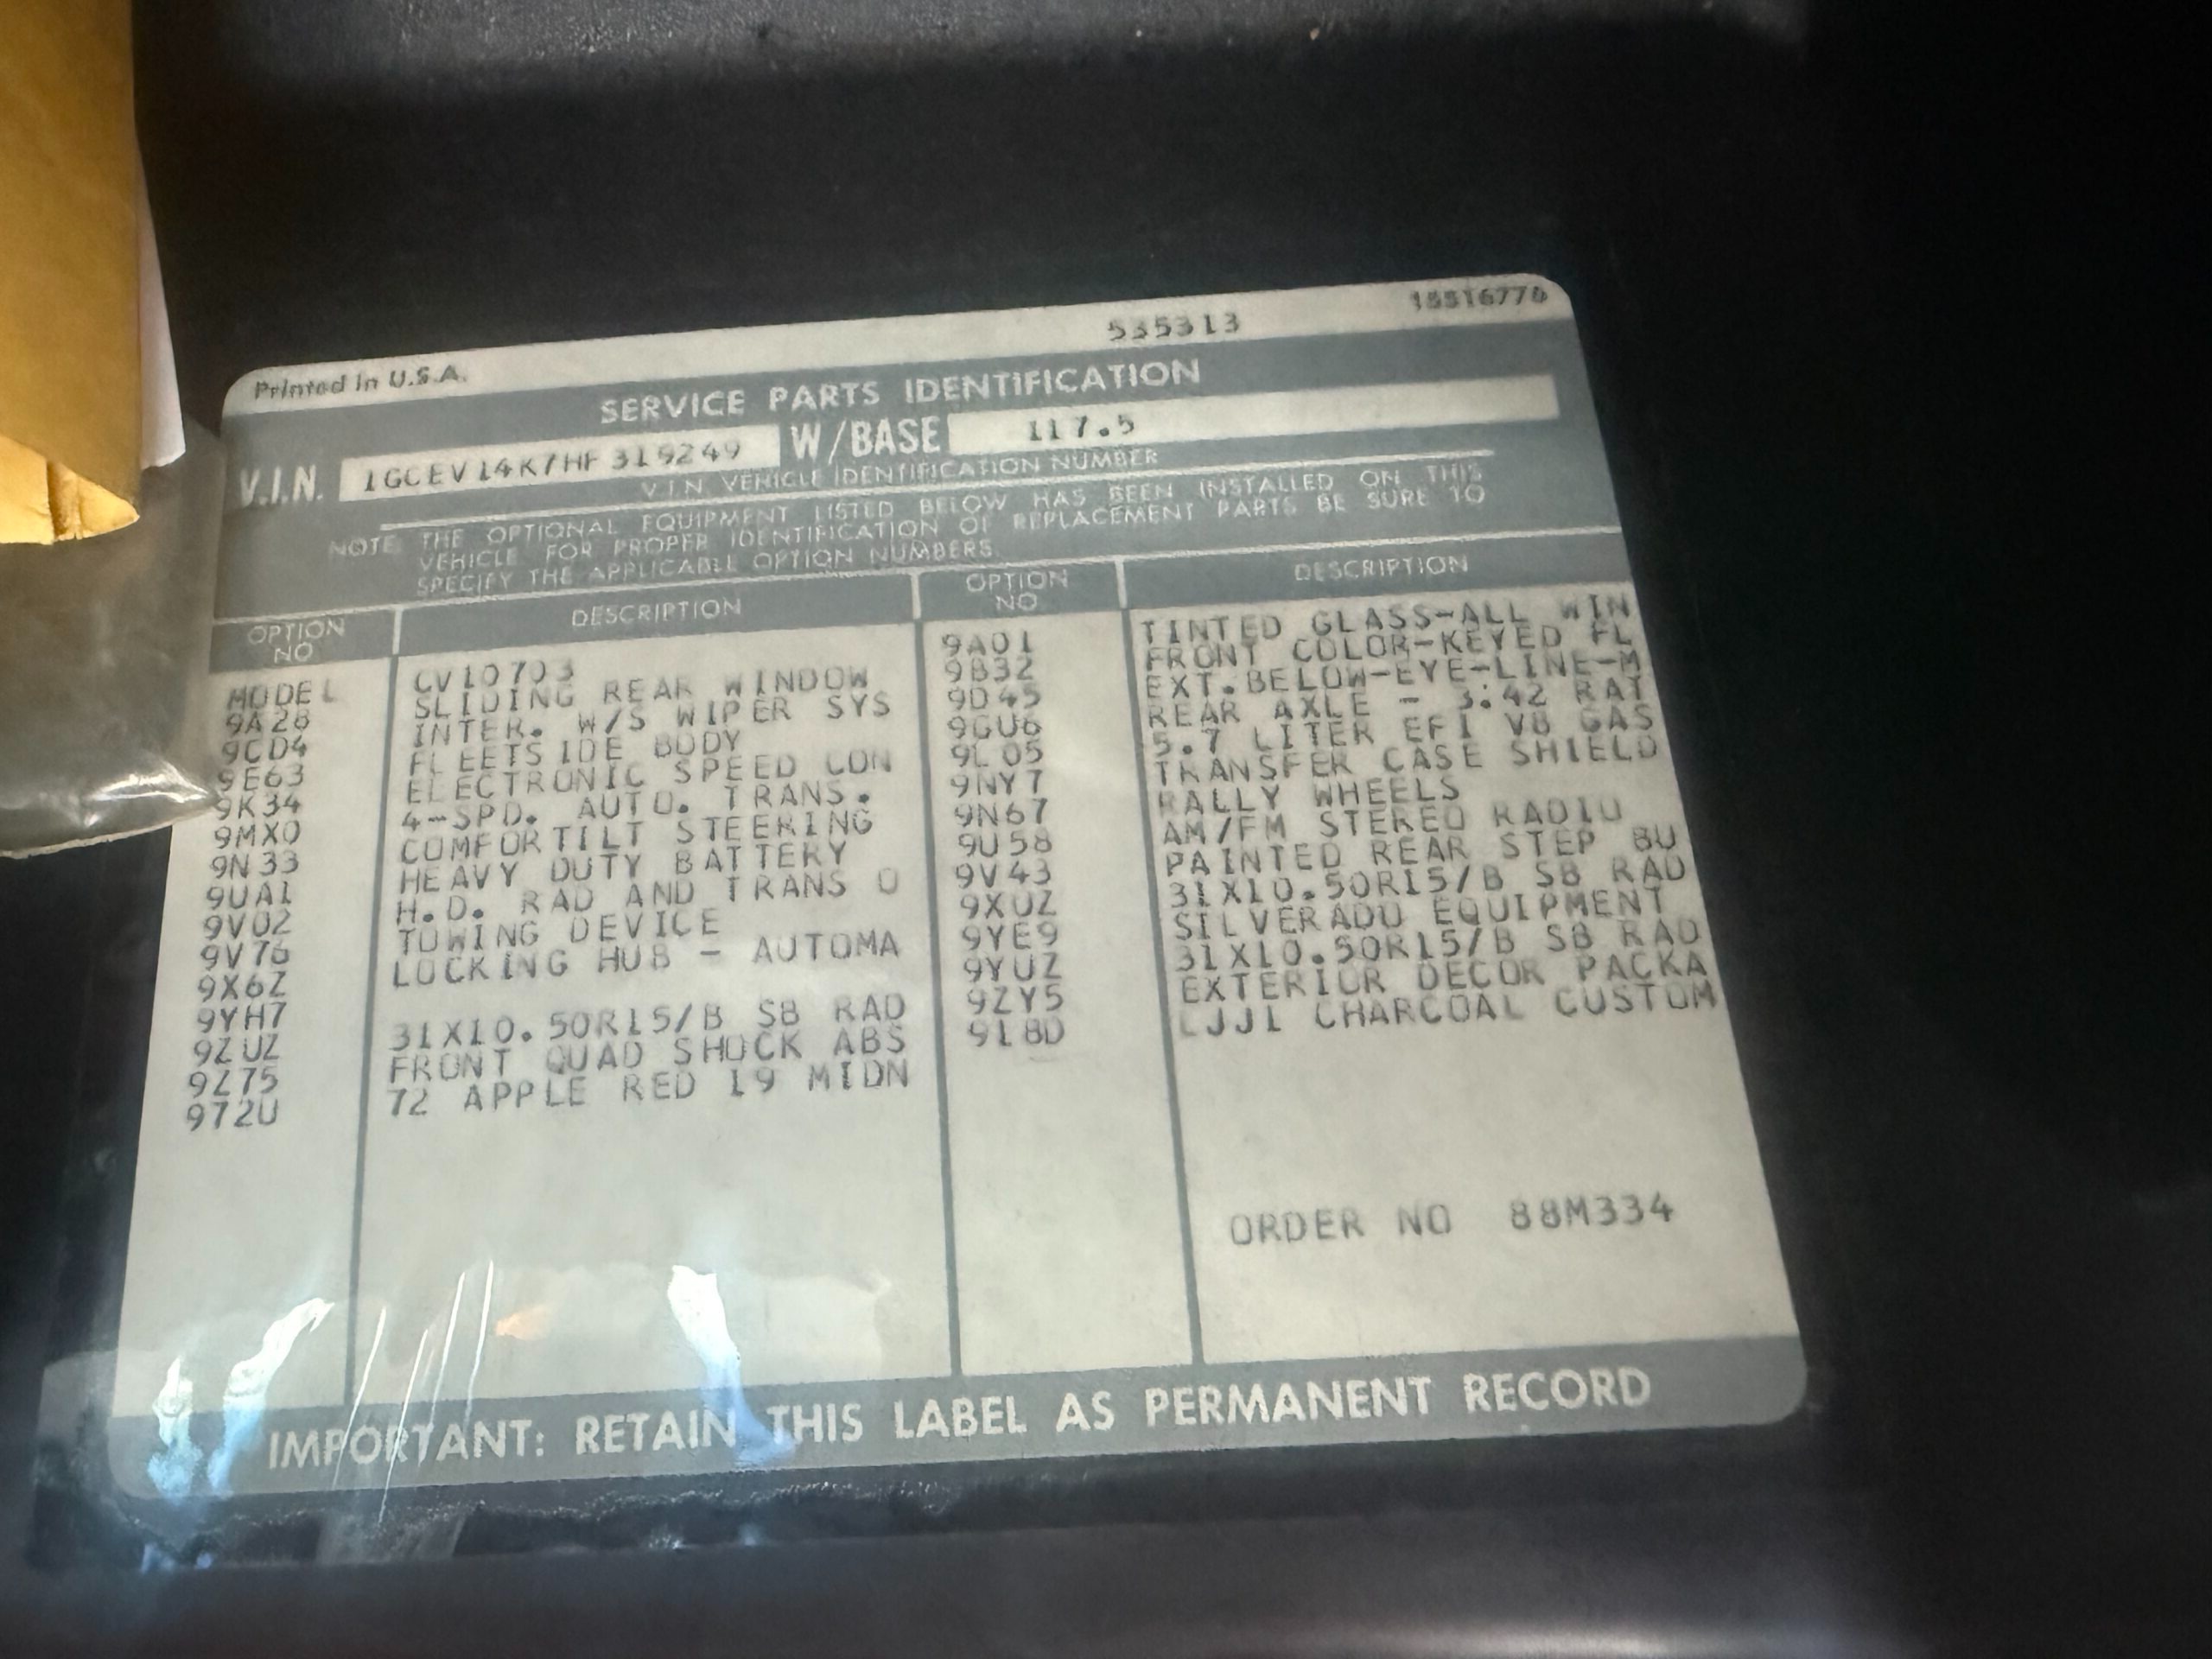 Printed in U.S.A.
535313
SERVICE PARTS IDENTIFICATION
V.I.N. 1GCEV14K7HF319249 W/BASE 117.5
V.I.N. VEHICLE IDENTIFICATION NUMBER
NOTE THE OPTIONAL EQUIPMENT LISTED BELOW HAS BEEN INSTALLED ON THIS
VEHICLE FOR PROPER IDENTIFICATION OF REPLACEMENT PARTS BE SURE TO
SPECIFY THE APPLICABLE OPTION NUMBERS.
OPTION NO DESCRIPTION OPTION NO DESCRIPTION
MODEL CV10703
9A28 SLIDING REAR WINDOW
9CD4 INTER. W/S WIPER SYS
9E63 FLEETSIDE BODY
9K34 ELECTRONIC SPEED CON
9MX0 4-SPD. AUTO. TRANS.
9N33 COMFORTILT STEERING
9UA1 HEAVY DUTY BATTERY
9V02 H.D. RAD AND TRANS O
9V76 TOWING DEVICE
9X6Z LOCKING HUB - AUTOMA
9YH7
9ZUZ 31X10.50R15/B SB RAD
9Z75 FRONT QUAD SHOCK ABS
972U 72 APPLE RED 19 MIDN
9A01 TINTED GLASS-ALL WIN
9B32 FRONT COLOR-KEYED FL
9D45 EXT.BELOW-EYE-LINE-M
9GU6 REAR AXLE - 3.42 RAT
9L05 5.7 LITER EFI V8 GAS
9NY7 TRANSFER CASE SHIELD
9N67 RALLY WHEELS
9U58 AM/FM STEREO RADIO
9V43 PAINTED REAR STEP BU
9XUZ 31X10.50R15/B SB RAD
9YE9 SILVERADO EQUIPMENT
9YUZ 31X10.50R15/B SB RAD
9ZY5 EXTERIOR DECOR PACKA
918D LJJ1 CHARCOAL CUSTOM
ORDER NO 88M334
IMPORTANT: RETAIN THIS LABEL AS PERMANENT RECORD